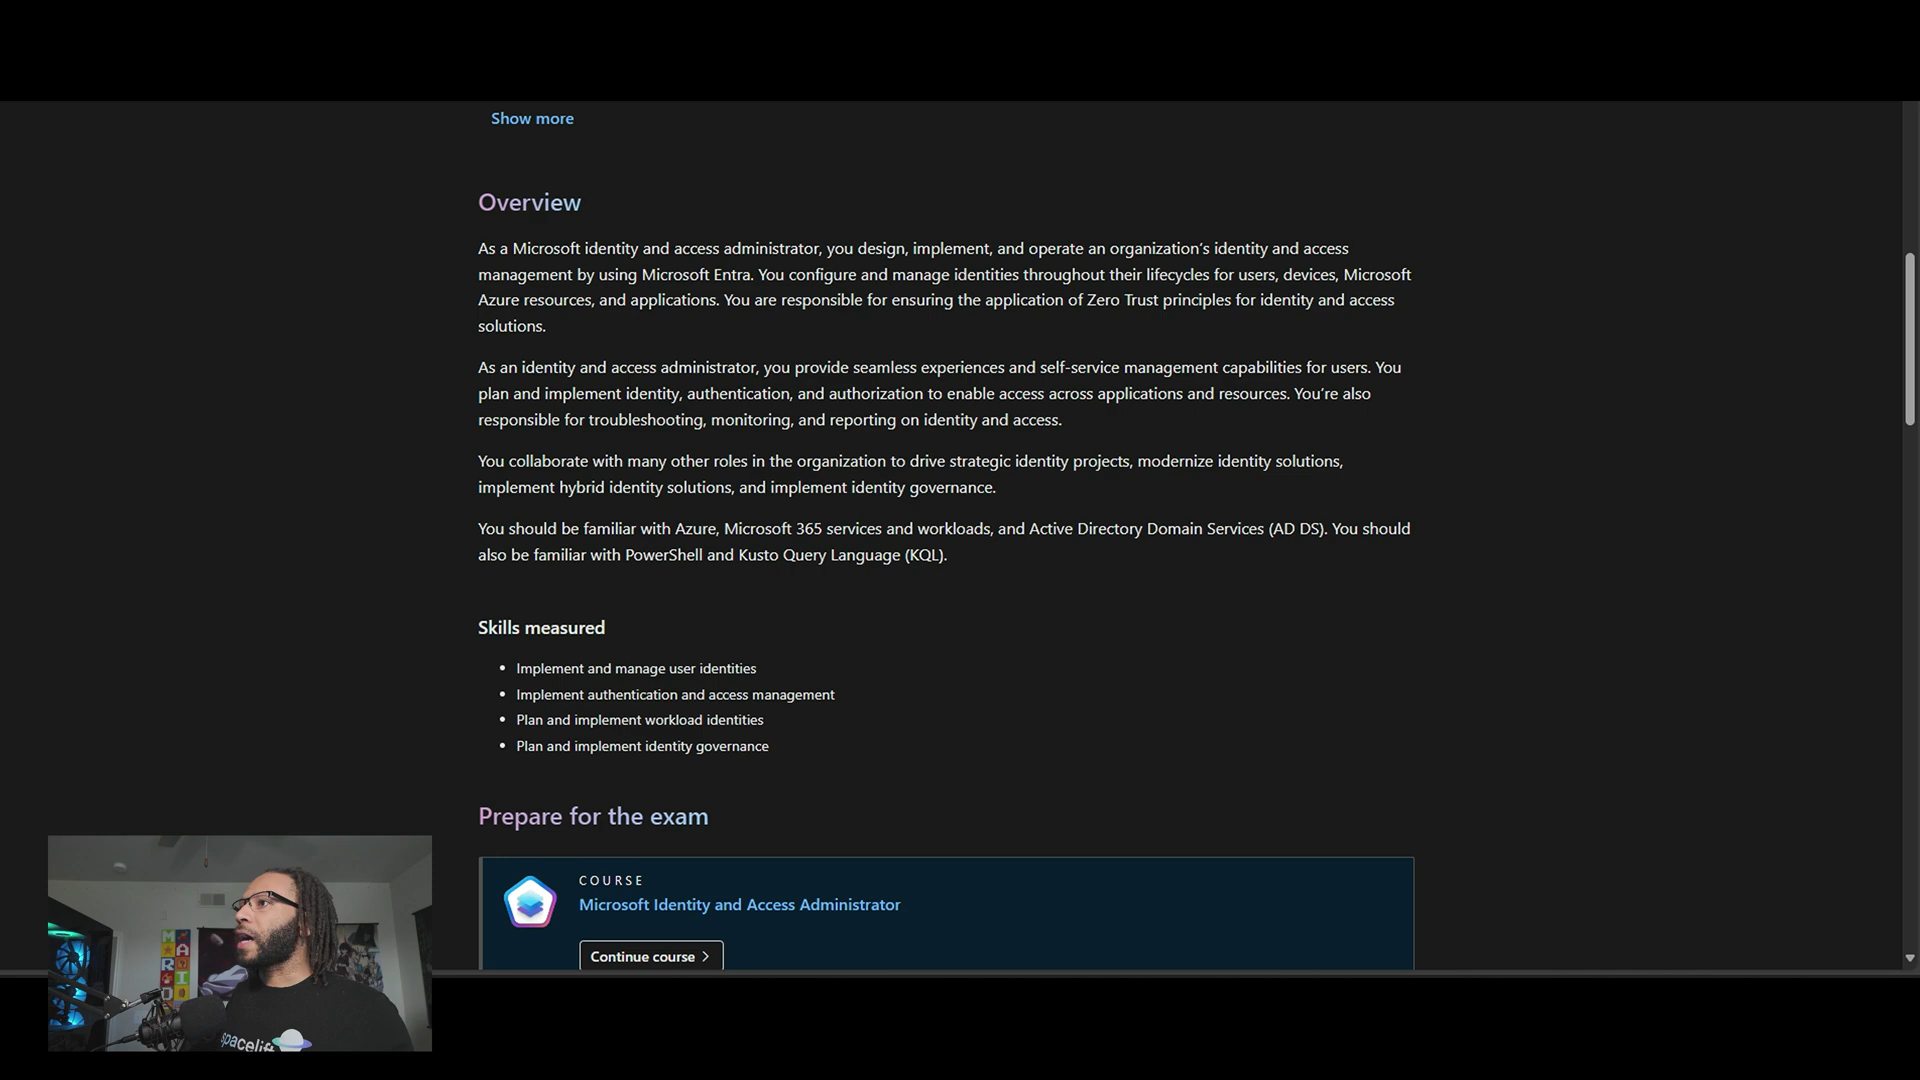 Show more
Overview
As a Microsoft identity and access administrator, you design, implement, and operate an organization’s identity and access
management by using Microsoft Entra. You configure and manage identities throughout their lifecycles for users, devices, Microsoft
Azure resources, and applications. You are responsible for ensuring the application of Zero Trust principles for identity and access
solutions.
As an identity and access administrator, you provide seamless experiences and self-service management capabilities for users. You
plan and implement identity, authentication, and authorization to enable access across applications and resources. You’re also
responsible for troubleshooting, monitoring, and reporting on identity and access.
You collaborate with many other roles in the organization to drive strategic identity projects, modernize identity solutions,
implement hybrid identity solutions, and implement identity governance.
You should be familiar with Azure, Microsoft 365 services and workloads, and Active Directory Domain Services (AD DS). You should
also be familiar with PowerShell and Kusto Query Language (KQL).
Skills measured
• Implement and manage user identities
• Implement authentication and access management
• Plan and implement workload identities
• Plan and implement identity governance
Prepare for the exam
COURSE
Microsoft Identity and Access Administrator
Continue course
MARIO
spacelift